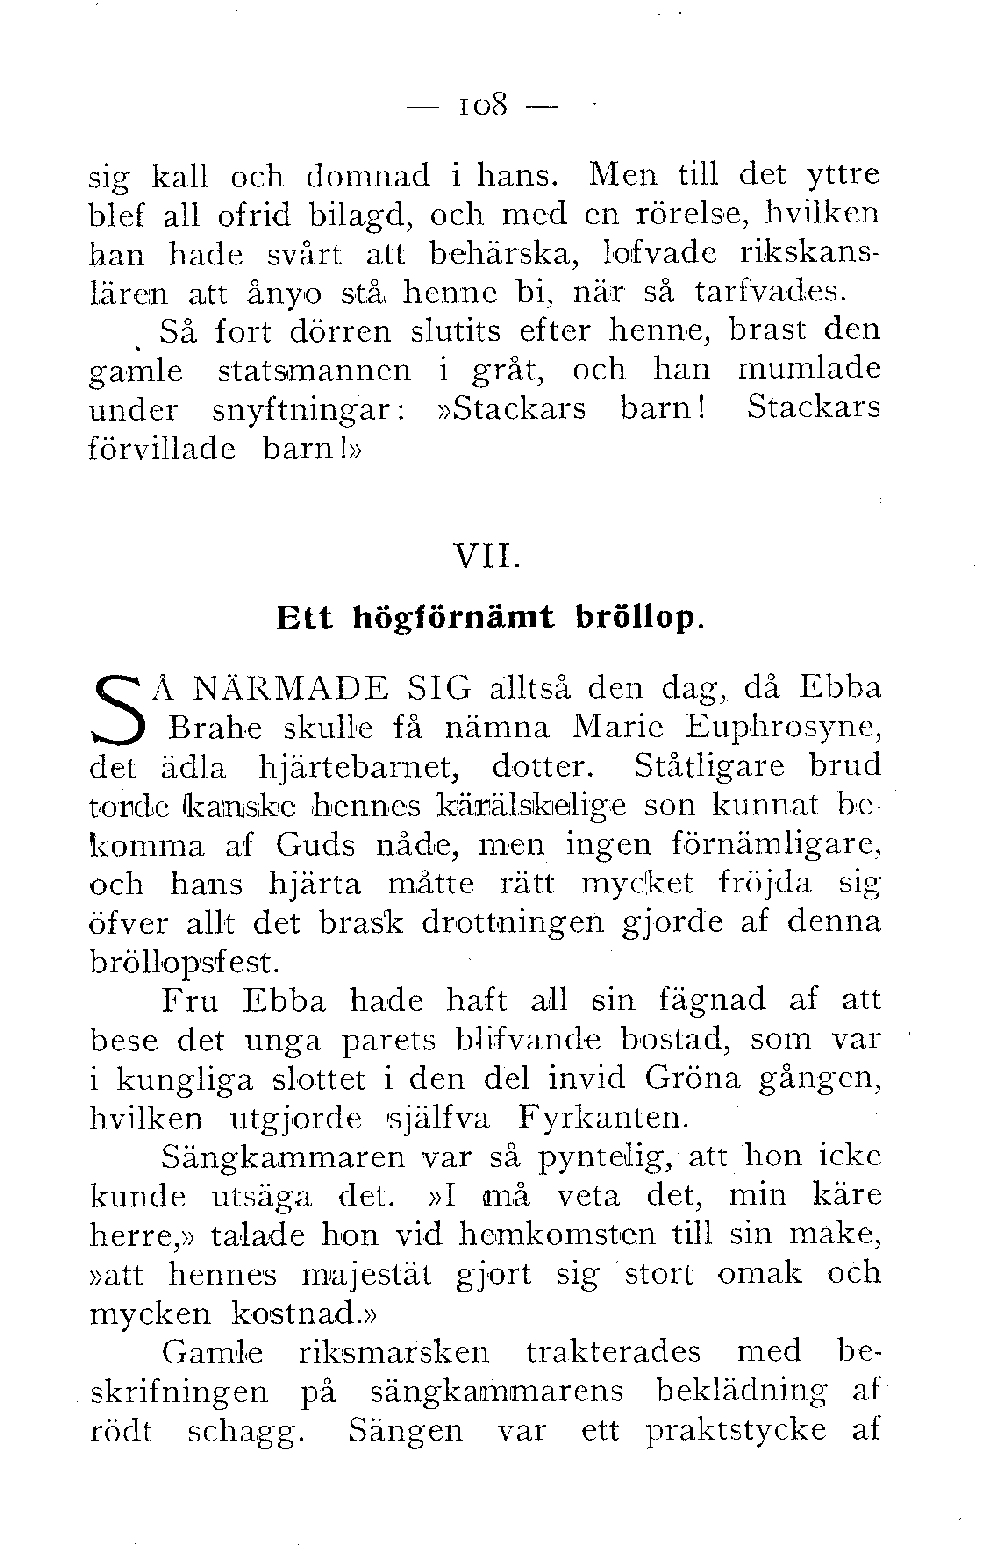 — 108 —
sig kall och domnad i hans. Men till det yttre
blef all ofrid bilagd, och med en rörelse, hvilken
han hade svårt att behärska, lofvade rikskans-
lären att ånyo stå henne bi, när så tarfvades.
Så fort dörren slutits efter henne, brast den
gamle statsmannen i gråt, och han mumlade
under snyftningar: »Stackars barn! Stackars
förvillade barn!»
VII.
Ett högförnämt bröllop.
SÅ NÄRMADE SIG alltså den dag, då Ebba
Brahe skulle få nämna Marie Euphrosyne,
det ädla hjärtebarnet, dotter. Ståtligare brud
torde kanske hennes kärälskelige son kunnat be-
komma af Guds nåde, men ingen förnämligare,
och hans hjärta måtte rätt mycket fröjda sig
öfver allt det brask drottningen gjorde af denna
bröllopsfest.
Fru Ebba hade haft all sin fägnad af att
bese det unga parets blifvande bostad, som var
i kungliga slottet i den del invid Gröna gången,
hvilken utgjorde själfva Fyrkanten.
Sängkammaren var så pyntelig, att hon icke
kunde utsäga det. »I må veta det, min käre
herre,» talade hon vid hemkomsten till sin make,
»att hennes majestät gjort sig stort omak och
mycken kostnad.»
Gamle riksmarsken trakterades med be-
skrifningen på sängkammarens beklädning af
rödt schagg. Sängen var ett praktstycke af